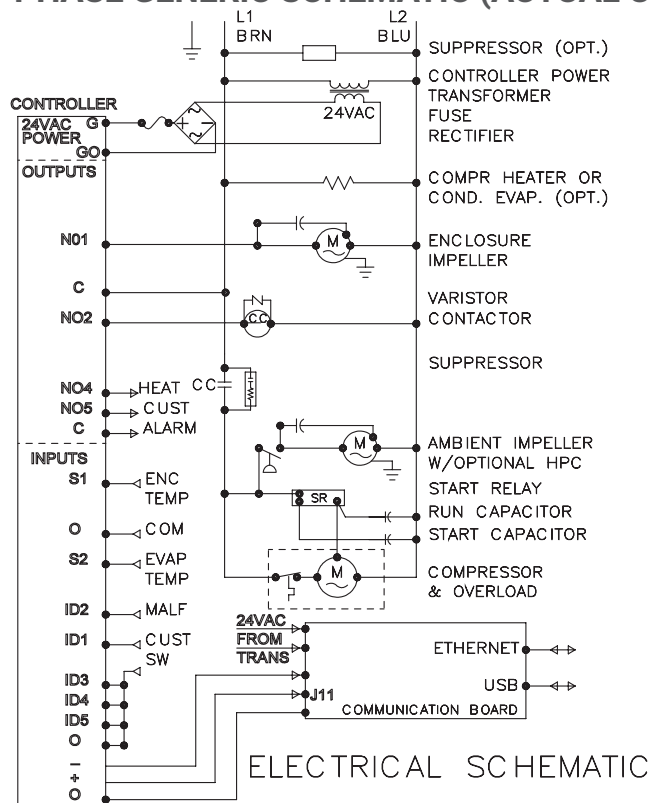 PHASE GENERIC SCHEMATIC (ACTUAL
L1 L2
BRN BLU
SUPPRESSOR (OPT.)
CONTROLLER POWER
TRANSFORMER
FUSE
RECTIFIER
24VAC
CONTROLLER
24VAC G
POWER
GO
+ ~ ~ -
OUTPUTS
COMPR HEATER OR
COND. EVAP. (OPT.)
N01
M
ENCLOSURE
IMPELLER
C
VARISTOR
NO2
CC
CONTACTOR
SUPPRESSOR
NO4 HEAT
CC
NO5 CUST
C ALARM
M
AMBIENT IMPELLER
W/OPTIONAL HPC
INPUTS
S1 ENC
TEMP
START RELAY
SR
RUN CAPACITOR
START CAPACITOR
O COM
S2 EVAP
TEMP
M
COMPRESSOR
& OVERLOAD
ID2 MALF
ID1 CUST
SW
24VAC
FROM
TRANS
ETHERNET
USB
J11
COMMUNICATION BOARD
ID3
ID4
ID5
O
-
+
O
ELECTRICAL SCHEMATIC